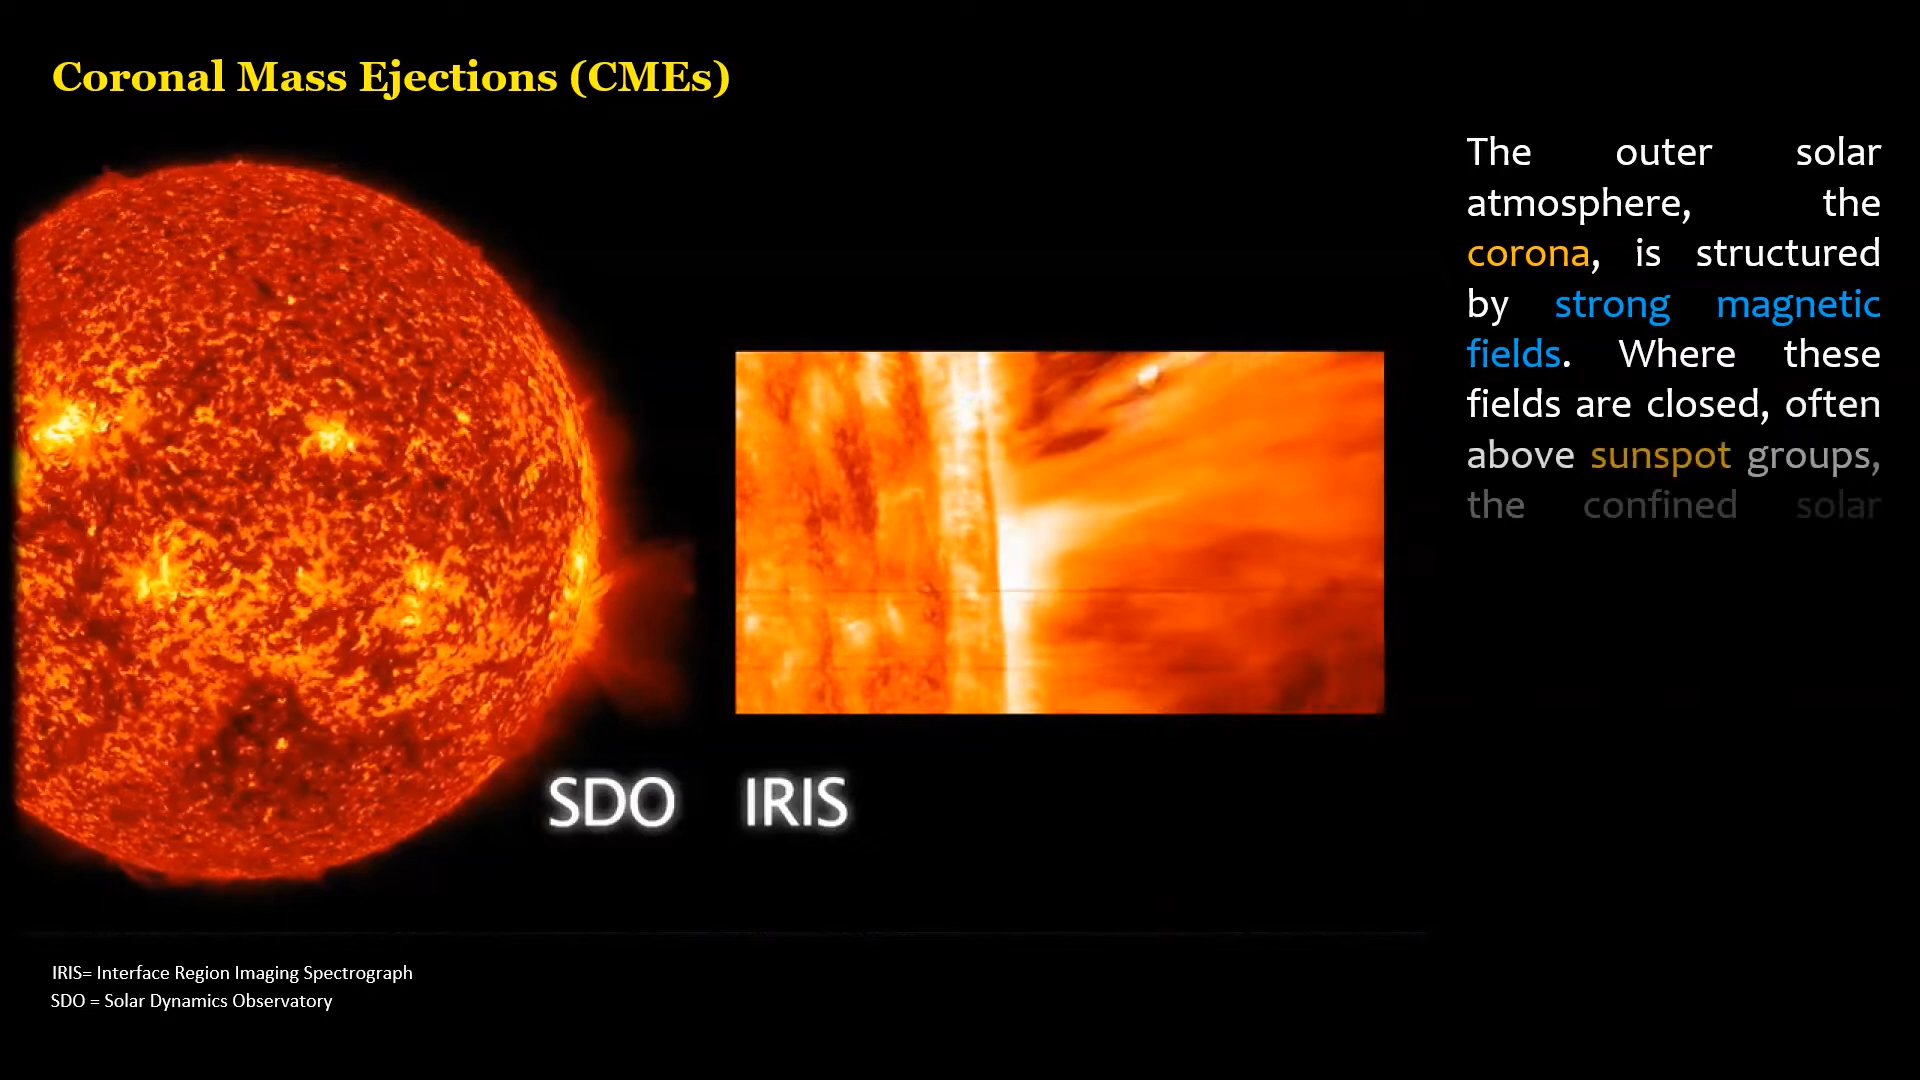 Coronal Mass Ejections (CMEs)
The outer solar
atmosphere, the
corona, is structured
by strong magnetic
fields. Where these
fields are closed, often
above sunspot groups,
the confined solar
SDO IRIS
IRIS= Interface Region Imaging Spectrograph
SDO = Solar Dynamics Observatory